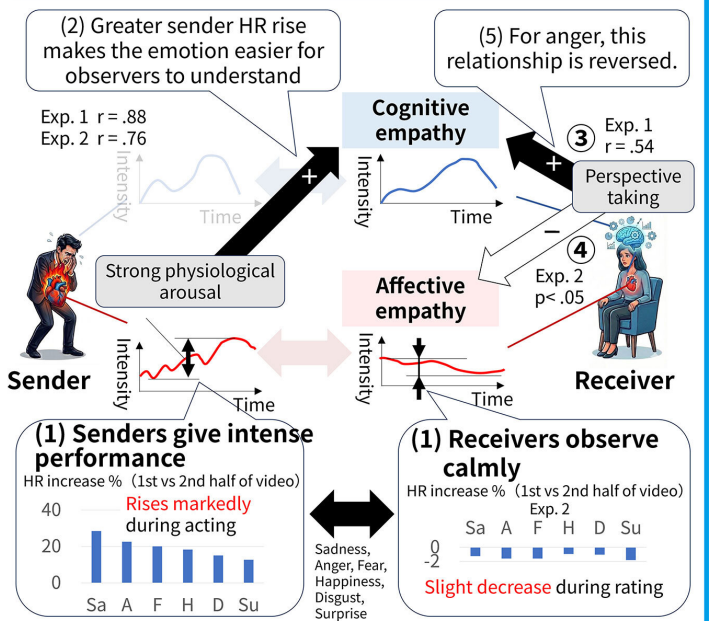 (2) Greater sender HR rise
makes the emotion easier for
observers to understand
(5) For anger, this
relationship is reversed.
Exp. 1 r = .88
Exp. 2 r = .76
Cognitive
empathy
③
Exp. 1
r = .54
Intensity
Time
+
Intensity
Time
+
Perspective
taking
Strong physiological
arousal
Affective
empathy
−
④
Exp. 2
p< .05
Sender
Intensity
Time
Intensity
Time
Receiver
(1) Senders give intense
performance
HR increase % (1st vs 2nd half of video)
40
20
0
Rises markedly
during acting
Sa A F H D Su
Sadness,
Anger, Fear,
Happiness,
Disgust,
Surprise
(1) Receivers observe
calmly
HR increase % (1st vs 2nd half of video)
Exp. 2
Sa A F H D Su
0
-2
Slight decrease during rating